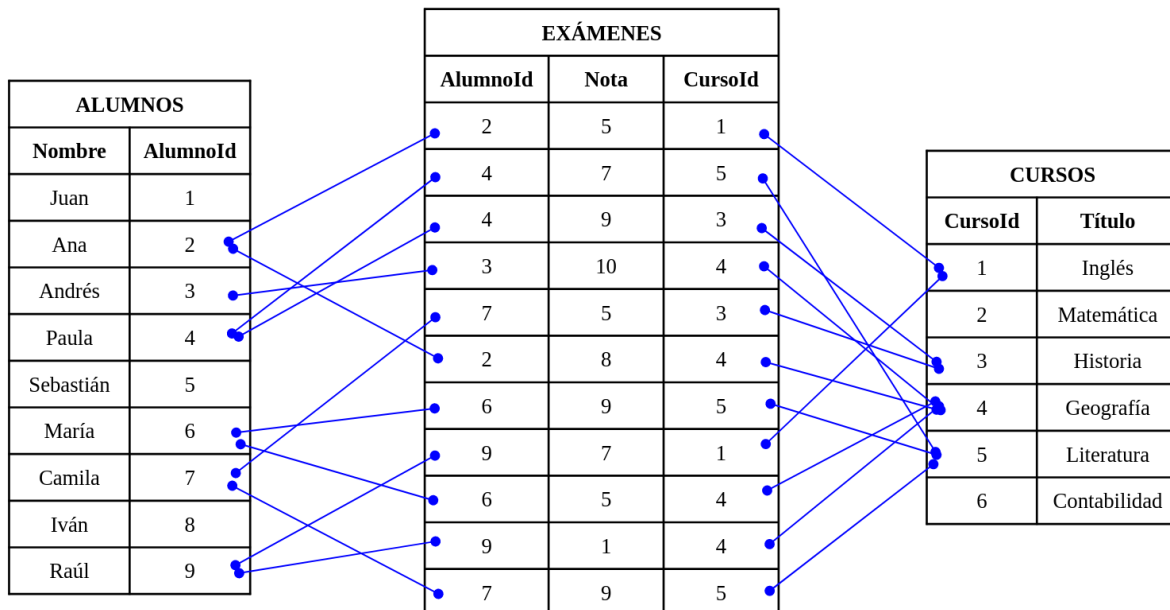 ALUMNOS
Nombre AlumnoId
Juan 1
Ana 2
Andrés 3
Paula 4
Sebastián 5
María 6
Camila 7
Iván 8
Raúl 9
EXÁMENES
AlumnoId Nota CursoId
2 5 1
4 7 5
4 9 3
3 10 4
7 5 3
2 8 4
6 9 5
9 7 1
6 5 4
9 1 4
7 9 5
CURSOS
CursoId Título
1 Inglés
2 Matemática
3 Historia
4 Geografía
5 Literatura
6 Contabilidad